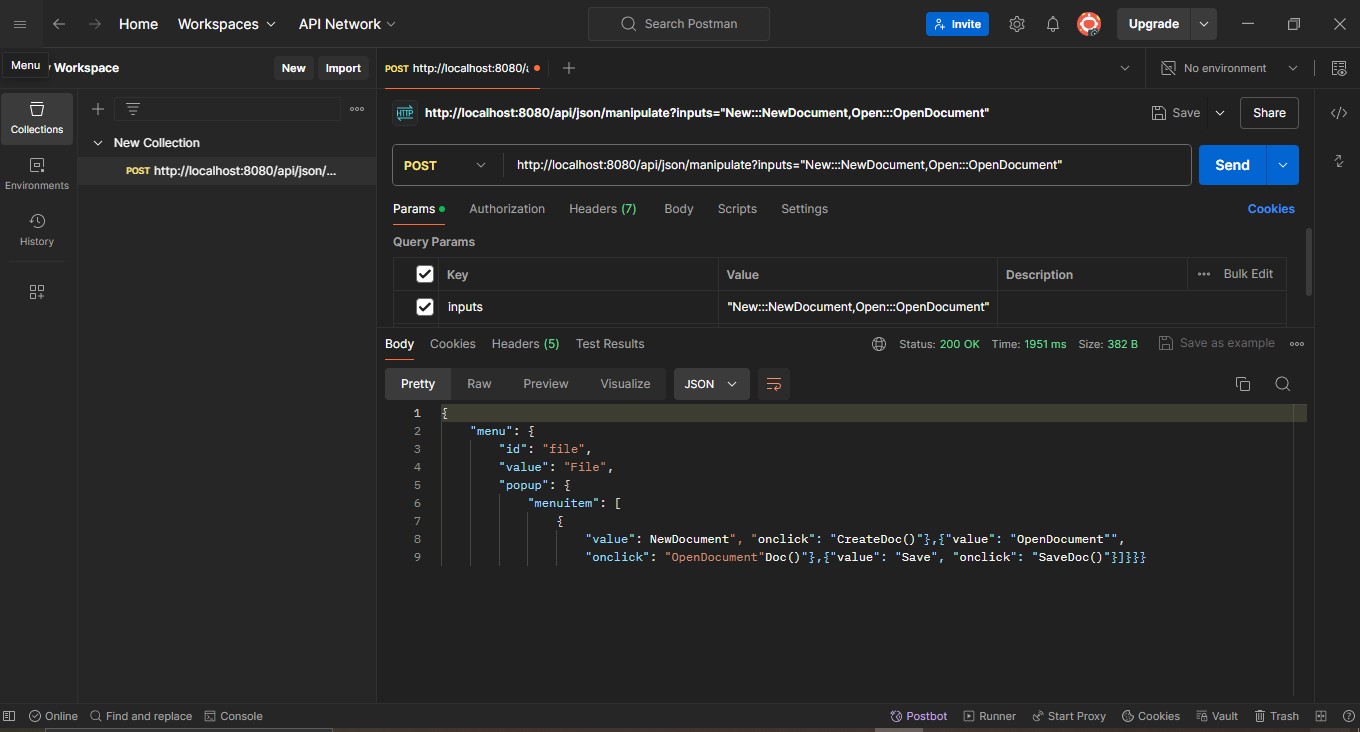 Home
Workspaces
API Network
Search Postman
Invite
Upgrade
Menu
Workspace
New
Import
POST http://localhost:8080/a
No environment
Collections
Environments
History
New Collection
POST http://localhost:8080/api/json/...
HTTP
http://localhost:8080/api/json/manipulate?inputs="New:::NewDocument,Open:::OpenDocument"
Save
Share
POST
http://localhost:8080/api/json/manipulate?inputs="New:::NewDocument,Open:::OpenDocument"
Send
Params
Authorization
Headers (7)
Body
Scripts
Settings
Cookies
Query Params
Key
Value
Description
Bulk Edit
inputs
"New:::NewDocument,Open:::OpenDocument"
Body
Cookies
Headers (5)
Test Results
Status: 200 OK
Time: 1951 ms
Size: 382 B
Save as example
Pretty
Raw
Preview
Visualize
JSON
1 {
2 "menu": {
3 "id": "file",
4 "value": "File",
5 "popup": {
6 "menuitem": [
7 {
8 "value": NewDocument", "onclick": "CreateDoc()"},{"value": "OpenDocument"",
9 "onclick": "OpenDocument"Doc()"},{"value": "Save", "onclick": "SaveDoc()"}]}}}
Online
Find and replace
Console
Postbot
Runner
Start Proxy
Cookies
Vault
Trash